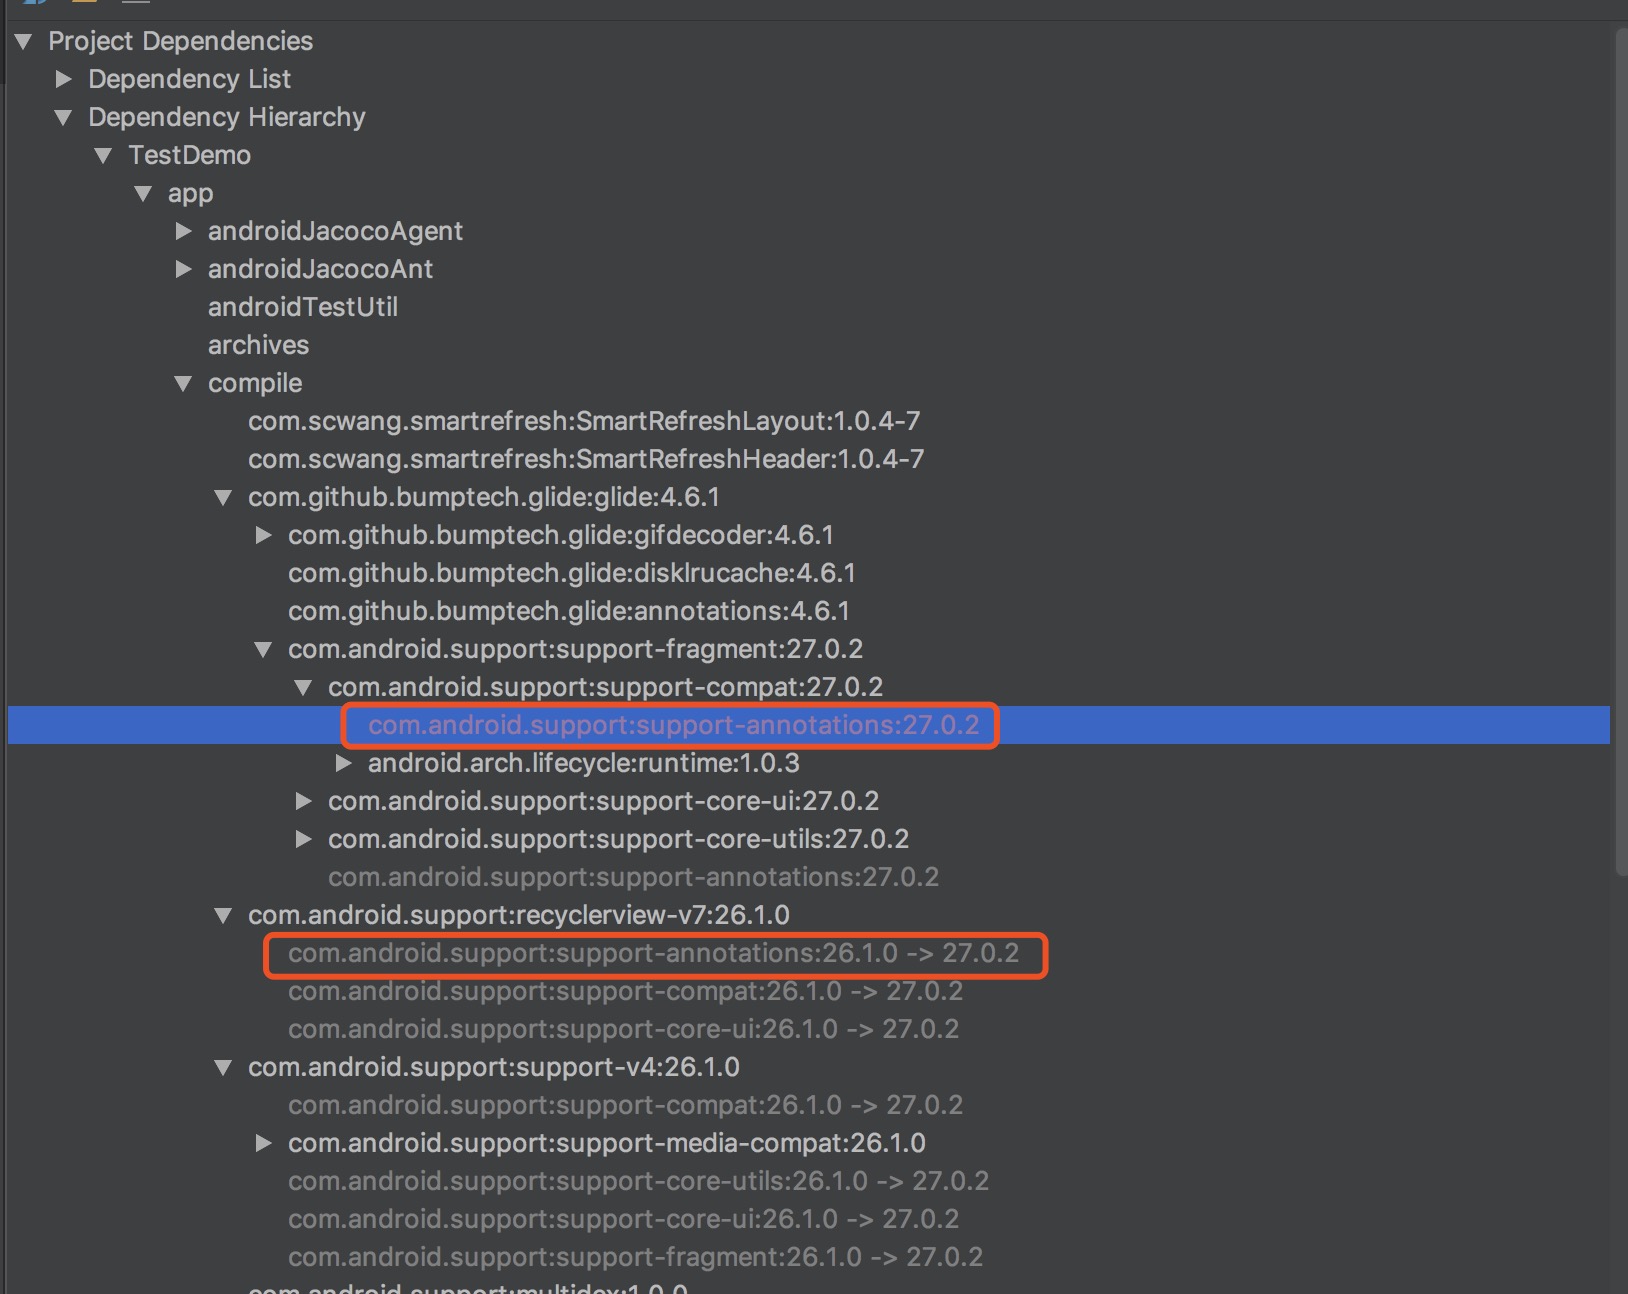 Project Dependencies
Dependency List
Dependency Hierarchy
TestDemo
app
androidJacocoAgent
androidJacocoAnt
androidTestUtil
archives
compile
com.scwang.smartrefresh:SmartRefreshLayout:1.0.4-7
com.scwang.smartrefresh:SmartRefreshHeader:1.0.4-7
com.github.bumptech.glide:glide:4.6.1
com.github.bumptech.glide:gifdecoder:4.6.1
com.github.bumptech.glide:disklrucache:4.6.1
com.github.bumptech.glide:annotations:4.6.1
com.android.support:support-fragment:27.0.2
com.android.support:support-compat:27.0.2
com.android.support:support-annotations:27.0.2
android.arch.lifecycle:runtime:1.0.3
com.android.support:support-core-ui:27.0.2
com.android.support:support-core-utils:27.0.2
com.android.support:support-annotations:27.0.2
com.android.support:recyclerview-v7:26.1.0
com.android.support:support-annotations:26.1.0 -> 27.0.2
com.android.support:support-compat:26.1.0 -> 27.0.2
com.android.support:support-core-ui:26.1.0 -> 27.0.2
com.android.support:support-v4:26.1.0
com.android.support:support-compat:26.1.0 -> 27.0.2
com.android.support:support-media-compat:26.1.0
com.android.support:support-core-utils:26.1.0 -> 27.0.2
com.android.support:support-core-ui:26.1.0 -> 27.0.2
com.android.support:support-fragment:26.1.0 -> 27.0.2
com.android.support:multidex:1.0.0